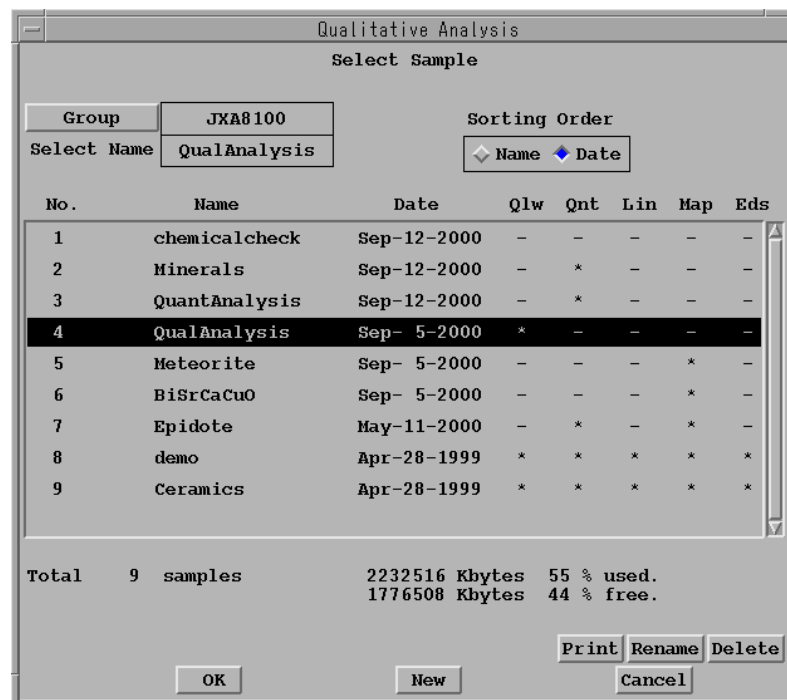 Qualitative Analysis
Select Sample
Group JXA8100 Sorting Order
Select Name QualAnalysis Name Date
No. Name Date Qlw Qnt Lin Map Eds
1 chemicalcheck Sep-12-2000 - - - - -
2 Minerals Sep-12-2000 - * - - -
3 QuantAnalysis Sep-12-2000 - * - - -
4 QualAnalysis Sep- 5-2000 * - - - -
5 Meteorite Sep- 5-2000 - - - * -
6 BiSrCaCuO Sep- 5-2000 - - - * -
7 Epidote May-11-2000 - * - * -
8 demo Apr-28-1999 * * * * *
9 Ceramics Apr-28-1999 * * * * *
Total 9 samples 2232516 Kbytes 55 % used.
1776508 Kbytes 44 % free.
Print Rename Delete
OK New Cancel